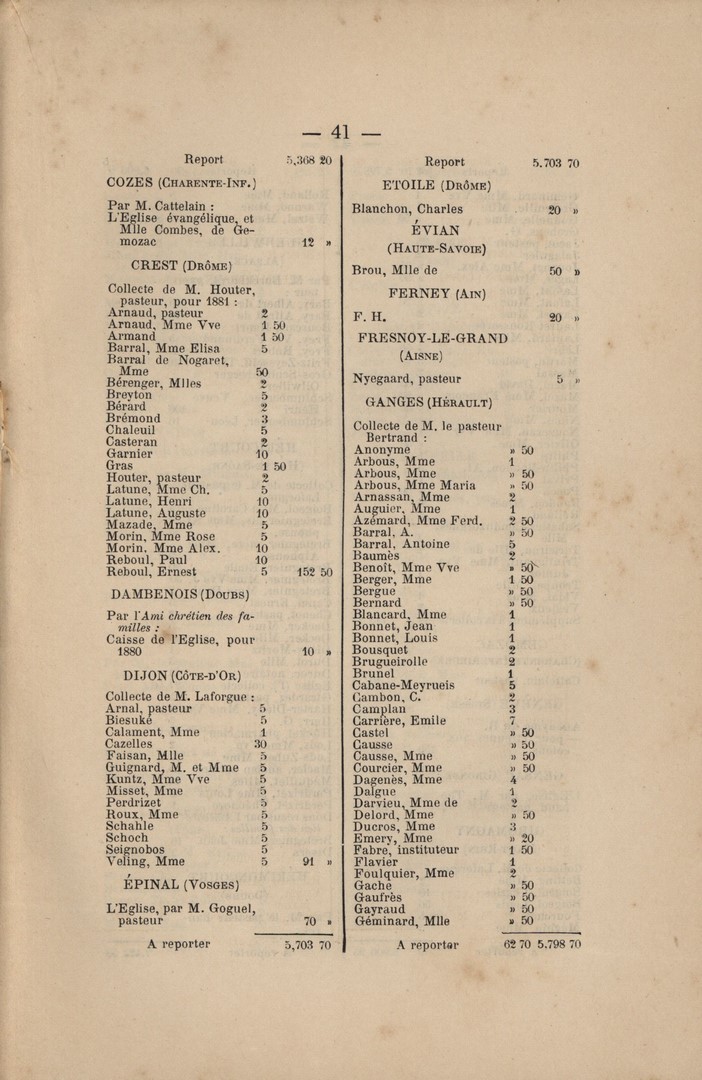 — 41 —
Report 5,368 20
COZES (CHARENTE-INF.)
Par M. Cattelain :
L'Eglise évangélique, et
Mlle Combes, de Ge-
mozac 12 »
CREST (DRÔME)
Collecte de M. Houter,
pasteur, pour 1881 :
Arnaud, pasteur 2
Arnaud, Mme Vve 1 50
Armand 1 50
Barral, Mme Elisa 5
Barral de Nogaret,
Mme 50
Bérenger, Mlles 2
Breyton 5
Bérard 2
Brémond 3
Chaleuil 5
Casteran 2
Garnier 10
Gras 1 50
Houter, pasteur 2
Latune, Mme Ch. 5
Latune, Henri 10
Latune, Auguste 10
Mazade, Mme 5
Morin, Mme Rose 5
Morin. Mme Alex. 10
Reboul, Paul 10
Reboul, Ernest 5 152 50
DAMBENOIS (DOUBS)
Par l'Ami chrétien des fa-
milles :
Caisse de l'Eglise, pour
1880 10 »
DIJON (CÔTE-D'OR)
Collecte de M. Laforgue :
Arnal, pasteur 5
Biesuké 5
Calament, Mme 1
Cazelles 30
Faisan, Mlle 5
Guignard, M. et Mme 5
Kuntz, Mme Vve 5
Misset, Mme 5
Perdrizet 5
Roux, Mme 5
Schahle 5
Schoch 5
Seignobos 5
Veling, Mme 5 91 »
ÉPINAL (VOSGES)
L'Eglise, par M. Goguel,
pasteur 70 »
A reporter 5,703 70
Report 5.703 70
ETOILE (DRÔME)
Blanchon, Charles 20 »
ÉVIAN
(HAUTE-SAVOIE)
Brou, Mlle de 50 »
FERNEY (AIN)
F. H. 20 »
FRESNOY-LE-GRAND
(AISNE)
Nyegaard, pasteur 5 »
GANGES (HÉRAULT)
Collecte de M. le pasteur
Bertrand :
Anonyme » 50
Arbous, Mme 1
Arbous, Mme » 50
Arbous, Mme Maria » 50
Arnassan, Mme 2
Auguier, Mme 1
Azémard, Mme Ferd. 2 50
Barral, A. » 50
Barral, Antoine 5
Baumès 2
Benoît, Mme Vve » 50
Berger, Mme 1 50
Bergue » 50
Bernard » 50
Blancard, Mme 1
Bonnet, Jean 1
Bonnet, Louis 1
Bousquet 2
Brugueirolle 2
Brunel 1
Cabane-Meyrueis 5
Cambon, C. 2
Camplan 3
Carrière, Emile 7
Castel » 50
Causse » 50
Causse, Mme » 50
Courcier, Mme » 50
Dagenès, Mme 4
Daïgue 1
Darvieu, Mme de 2
Delord, Mme » 50
Ducros, Mme 3
Emery, Mme » 20
Fabre, instituteur 1 50
Flavier 1
Foulquier, Mme 2
Gache » 50
Gaufrès » 50
Gayraud » 50
Géminard, Mlle » 50
A reporter 62 70 5.798 70